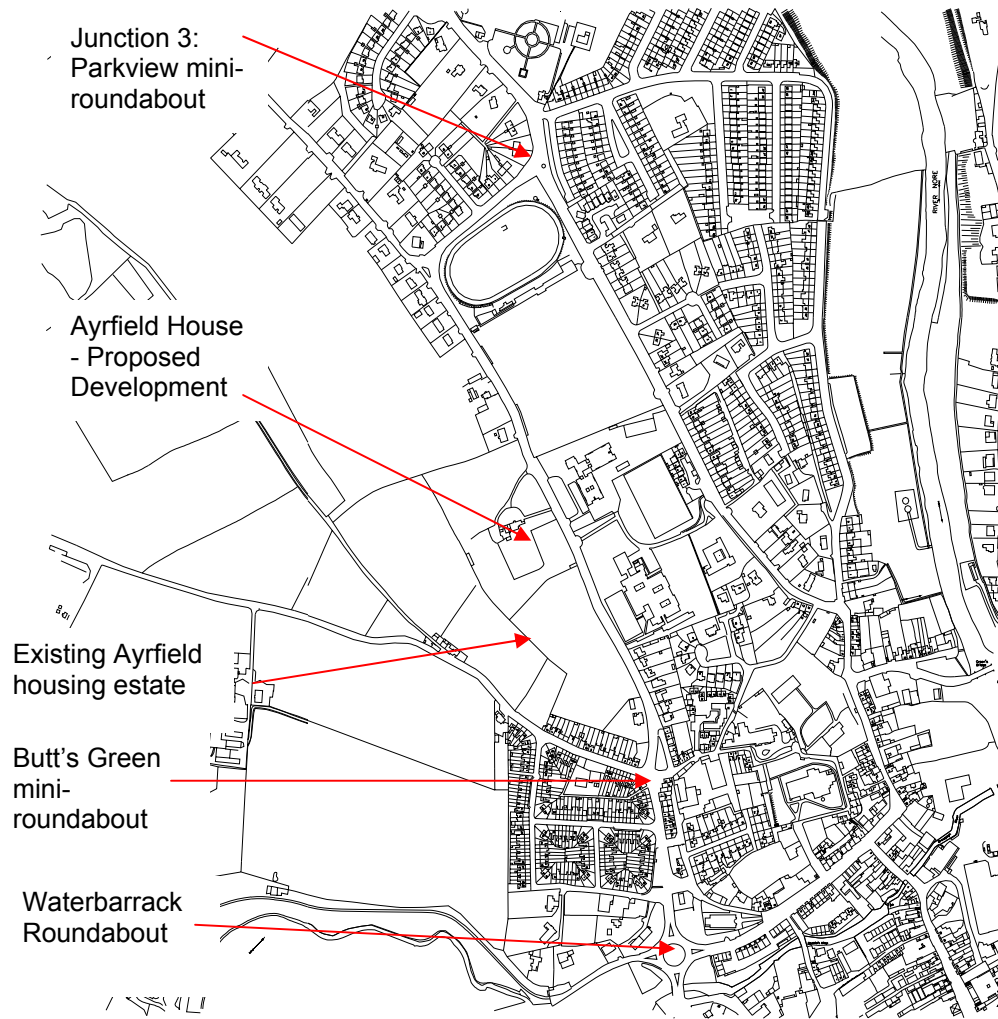 Junction 3:
Parkview mini-
roundabout
RIVER NORE
Ayrfield House
- Proposed
Development
Existing Ayrfield
housing estate
Butt's Green
mini-
roundabout
Waterbarrack
Roundabout